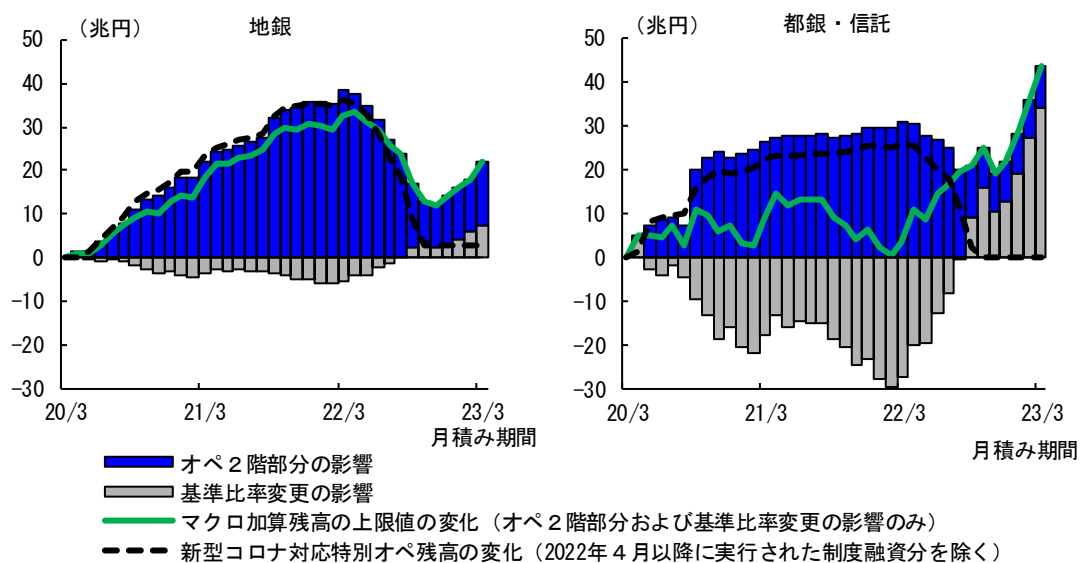 （兆円）
地銀
50
40
30
20
10
0
-10
-20
-30
20/3
21/3
22/3
23/3
月積み期間
（兆円）
都銀・信託
50
40
30
20
10
0
-10
-20
-30
20/3
21/3
22/3
23/3
月積み期間
オペ２階部分の影響
基準比率変更の影響
マクロ加算残高の上限値の変化（オペ２階部分および基準比率変更の影響のみ）
新型コロナ対応特別オペ残高の変化（2022年４月以降に実行された制度融資分を除く）